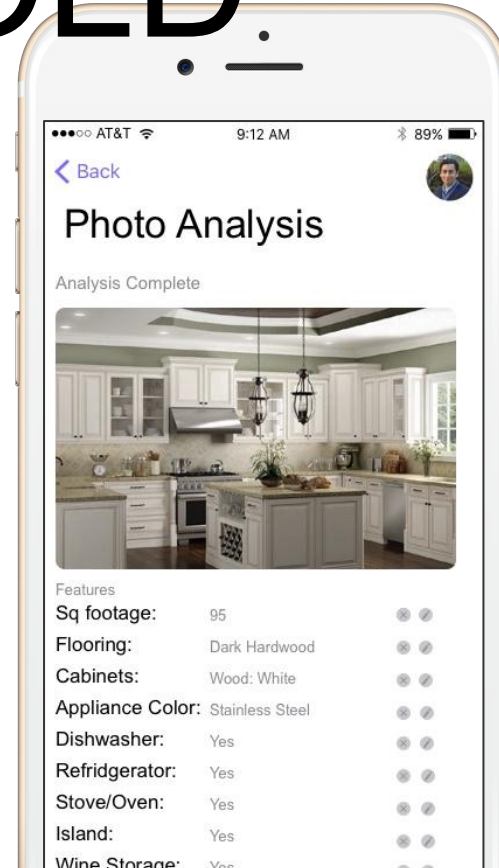 OLD
AT&T 9:12 AM 89%
Back
Photo Analysis
Analysis Complete
Features
Sq footage: 95
Flooring: Dark Hardwood
Cabinets: Wood: White
Appliance Color: Stainless Steel
Dishwasher: Yes
Refridgerator: Yes
Stove/Oven: Yes
Island: Yes
Wine Storage: Yes